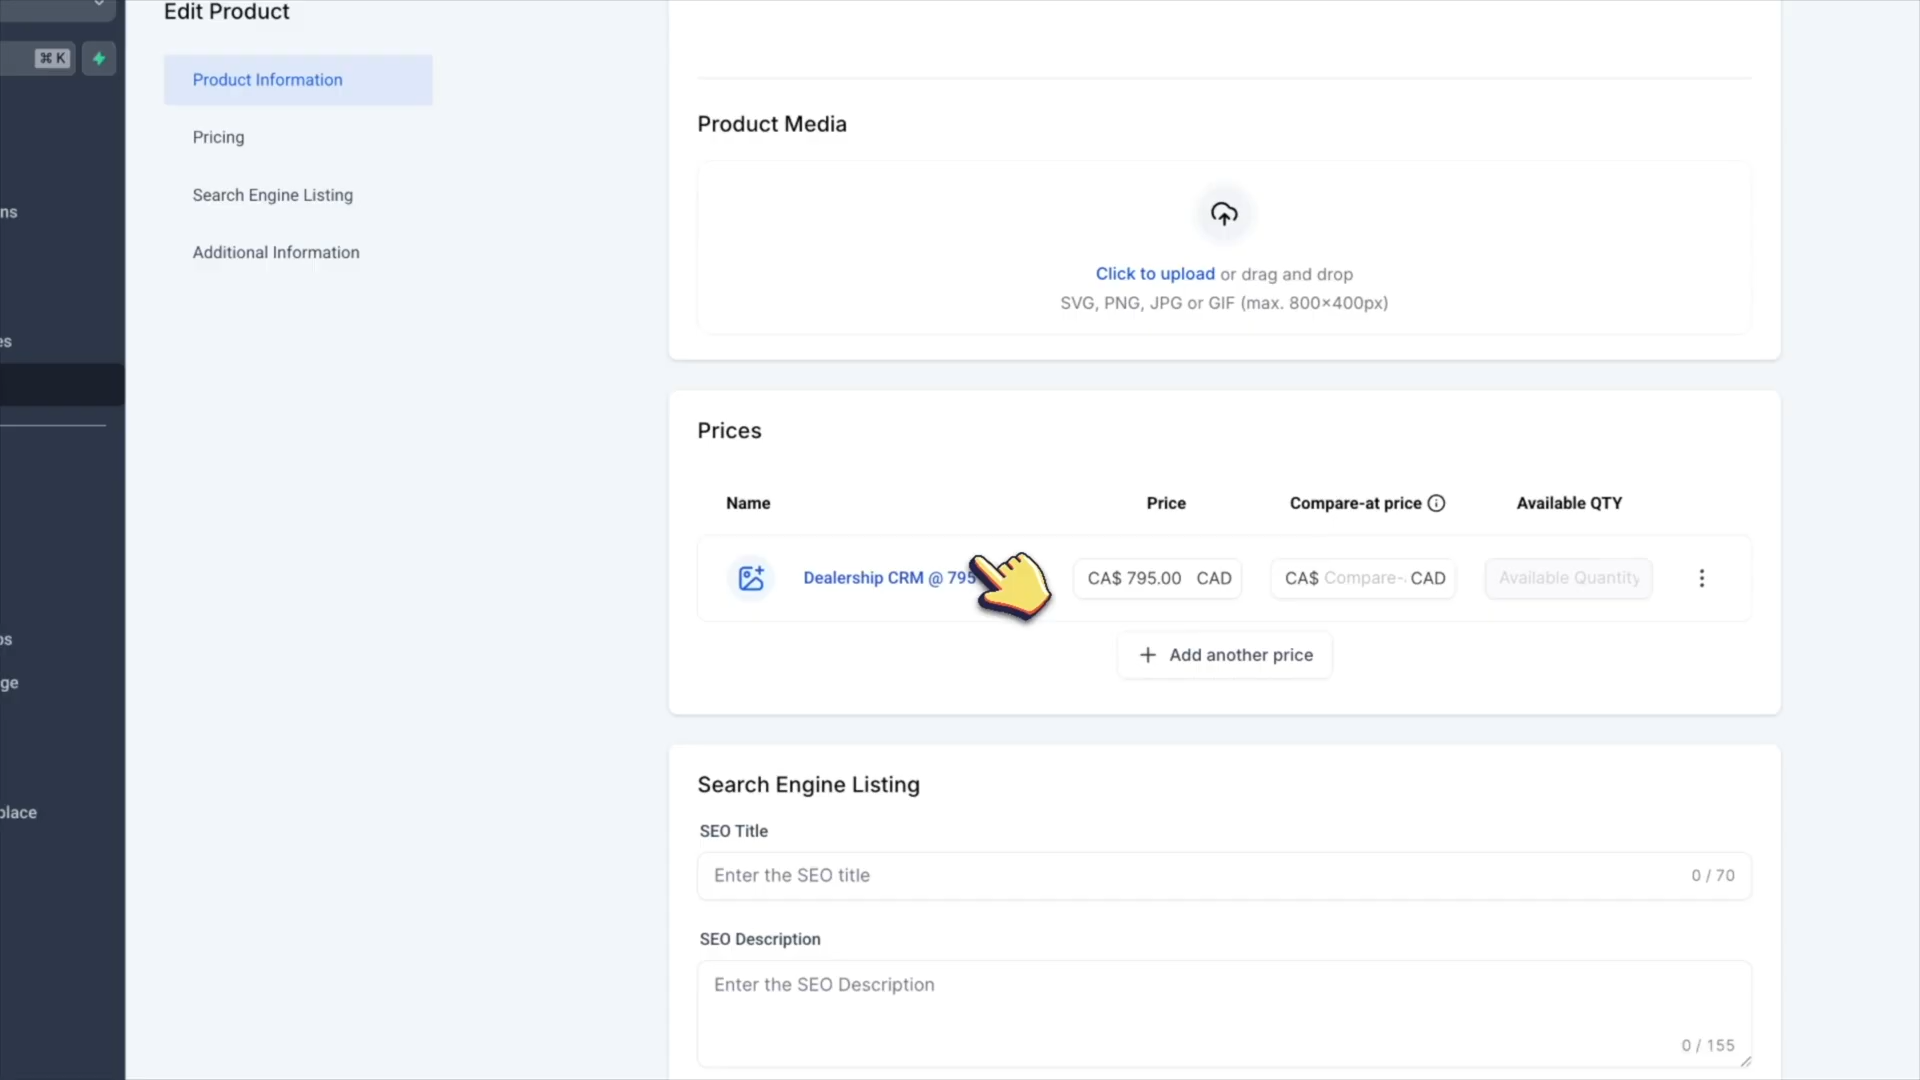 Edit Product
⌘ K
Product Information
Pricing
Search Engine Listing
Additional Information
ns
es
os
ge
place
Product Media
Click to upload or drag and drop
SVG, PNG, JPG or GIF (max. 800×400px)
Prices
Name Price Compare-at price Available QTY
Dealership CRM @ 795 CA$ 795.00 CAD CA$ Compare- CAD Available Quantity
Add another price
Search Engine Listing
SEO Title
Enter the SEO title 0 / 70
SEO Description
Enter the SEO Description
0 / 155